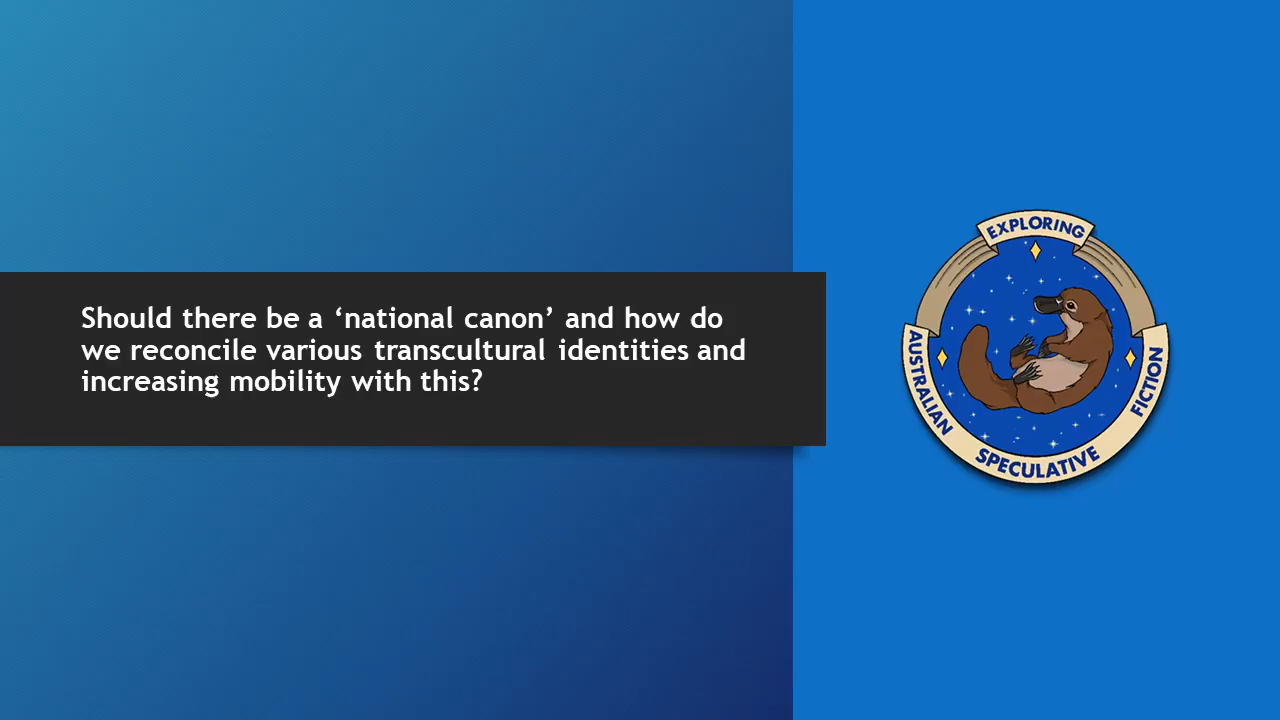 Should there be a ‘national canon’ and how do
we reconcile various transcultural identities and
increasing mobility with this?
EXPLORING
AUSTRALIAN
SPECULATIVE
FICTION